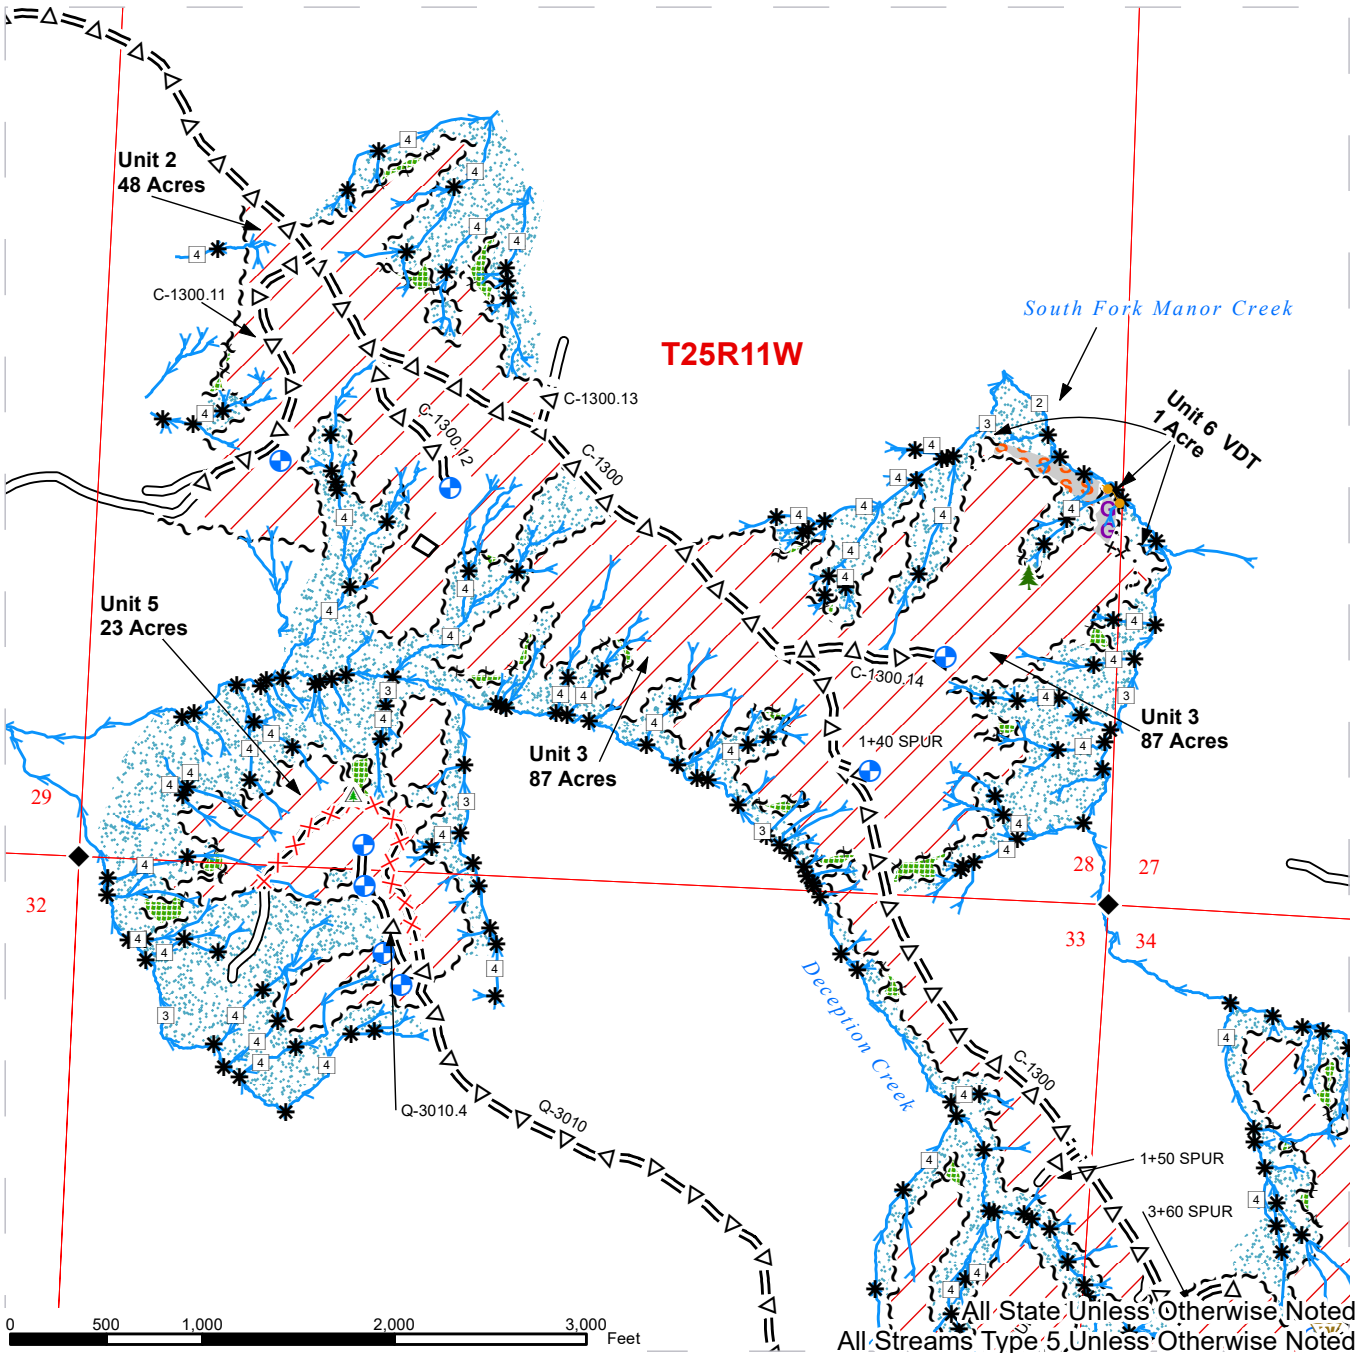 Unit 2
48 Acres
C-1300.11
T25R11W
South Fork Manor Creek
C-1300.13
C-1300.12
C-1300
Unit 6 VDT
1 Acre
Unit 5
23 Acres
C-1300.14
Unit 3
87 Acres
1+40 SPUR
Unit 3
87 Acres
29
32
28
27
33
34
Deception Creek
Q-3010.4
Q-3010
C-1300
1+50 SPUR
3+60 SPUR
All State Unless Otherwise Noted
All Streams Type 5 Unless Otherwise Noted
0 500 1,000 2,000 3,000
Feet